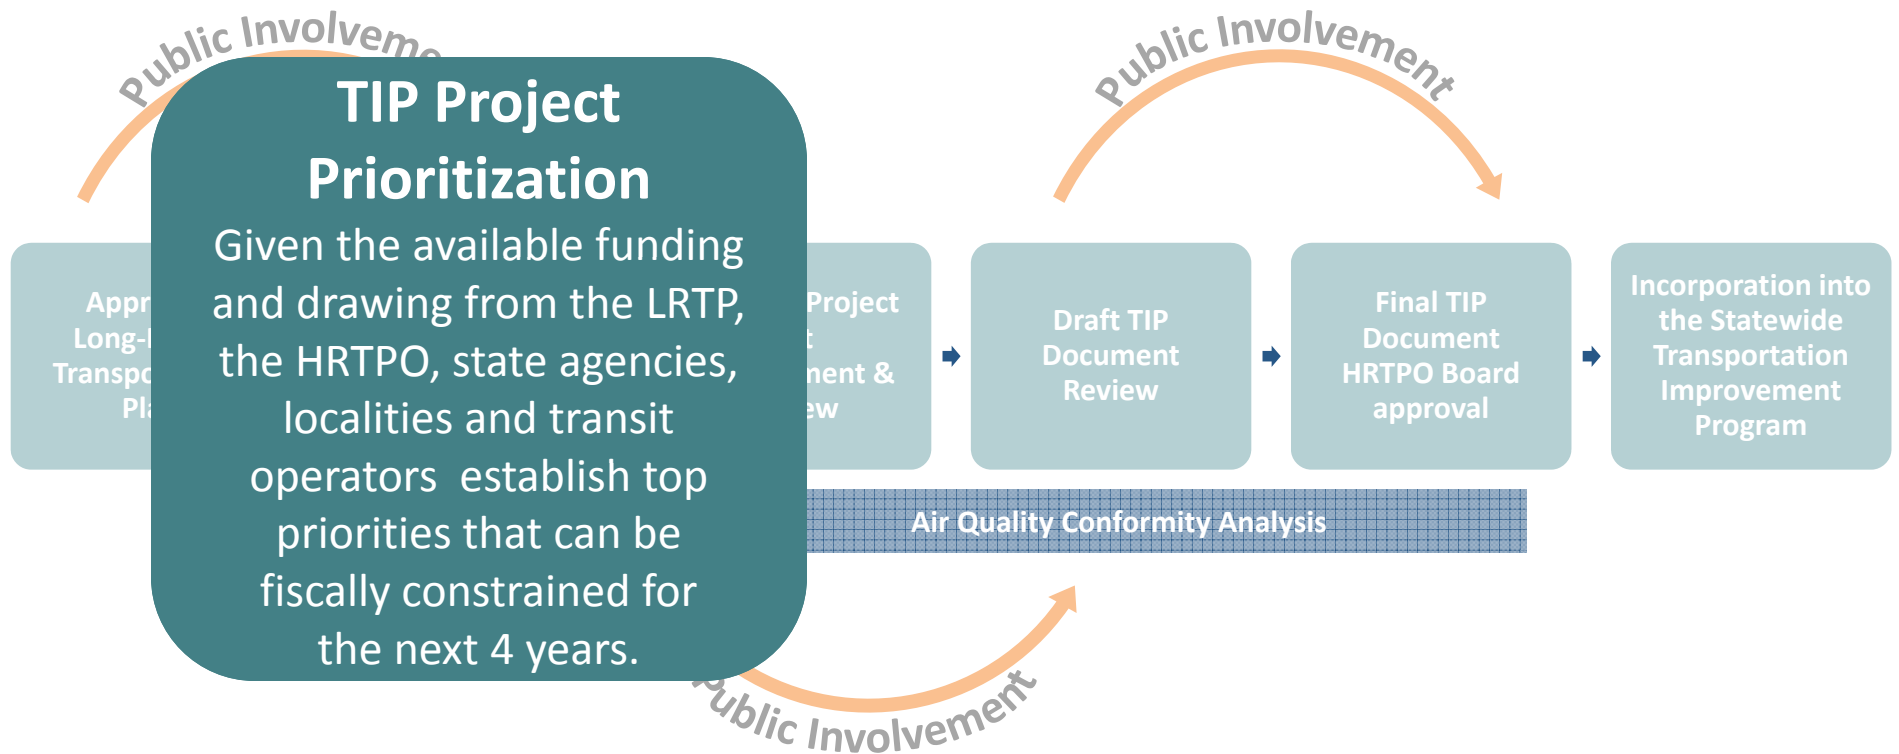 Public Involveme
TIP Project
Prioritization
Given the available funding
and drawing from the LRTP,
the HRTPO, state agencies,
localities and transit
operators establish top
priorities that can be
fiscally constrained for
the next 4 years.
Public Involvement
Project
Draft TIP
Document
Review
Final TIP
Document
HRTPO Board
approval
Incorporation into
the Statewide
Transportation
Improvement
Program
Air Quality Conformity Analysis
Public Involvement